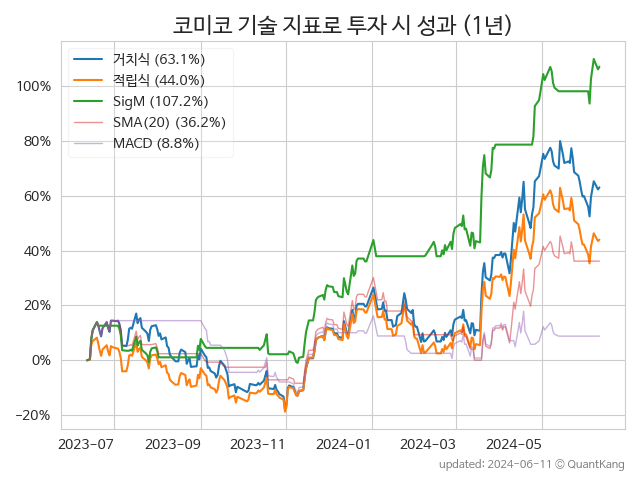 코미코 기술 지표로 투자 시 성과 (1년)
거치식 (63.1%)
적립식 (44.0%)
SigM (107.2%)
SMA(20) (36.2%)
MACD (8.8%)
100%
80%
60%
40%
20%
0%
−20%
2023-07
2023-09
2023-11
2024-01
2024-03
2024-05
updated: 2024-06-11 © QuantKang